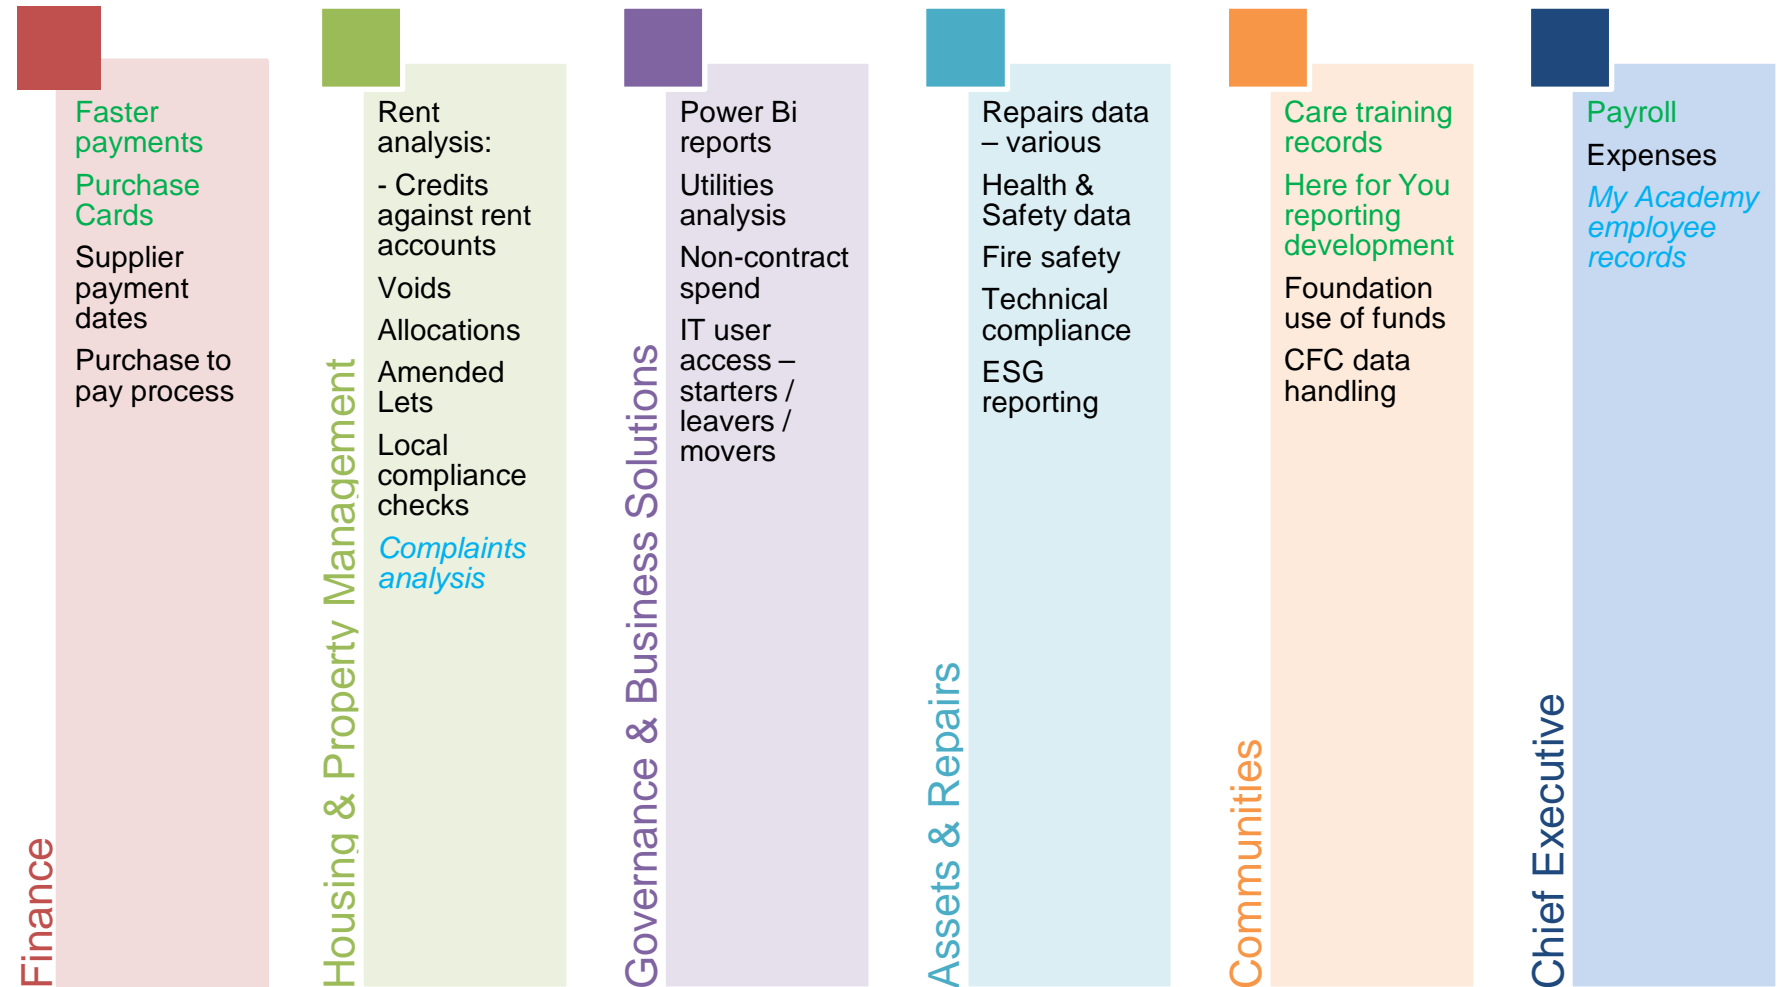 Finance
Faster
payments
Purchase
Cards
Supplier
payment
dates
Purchase to
pay process
Housing & Property Management
Rent
analysis:
- Credits
against rent
accounts
Voids
Allocations
Amended
Lets
Local
compliance
checks
Complaints
analysis
Governance & Business Solutions
Power Bi
reports
Utilities
analysis
Non-contract
spend
IT user
access –
starters /
leavers /
movers
Assets & Repairs
Repairs data
– various
Health &
Safety data
Fire safety
Technical
compliance
ESG
reporting
Communities
Care training
records
Here for You
reporting
development
Foundation
use of funds
CFC data
handling
Chief Executive
Payroll
Expenses
My Academy
employee
records